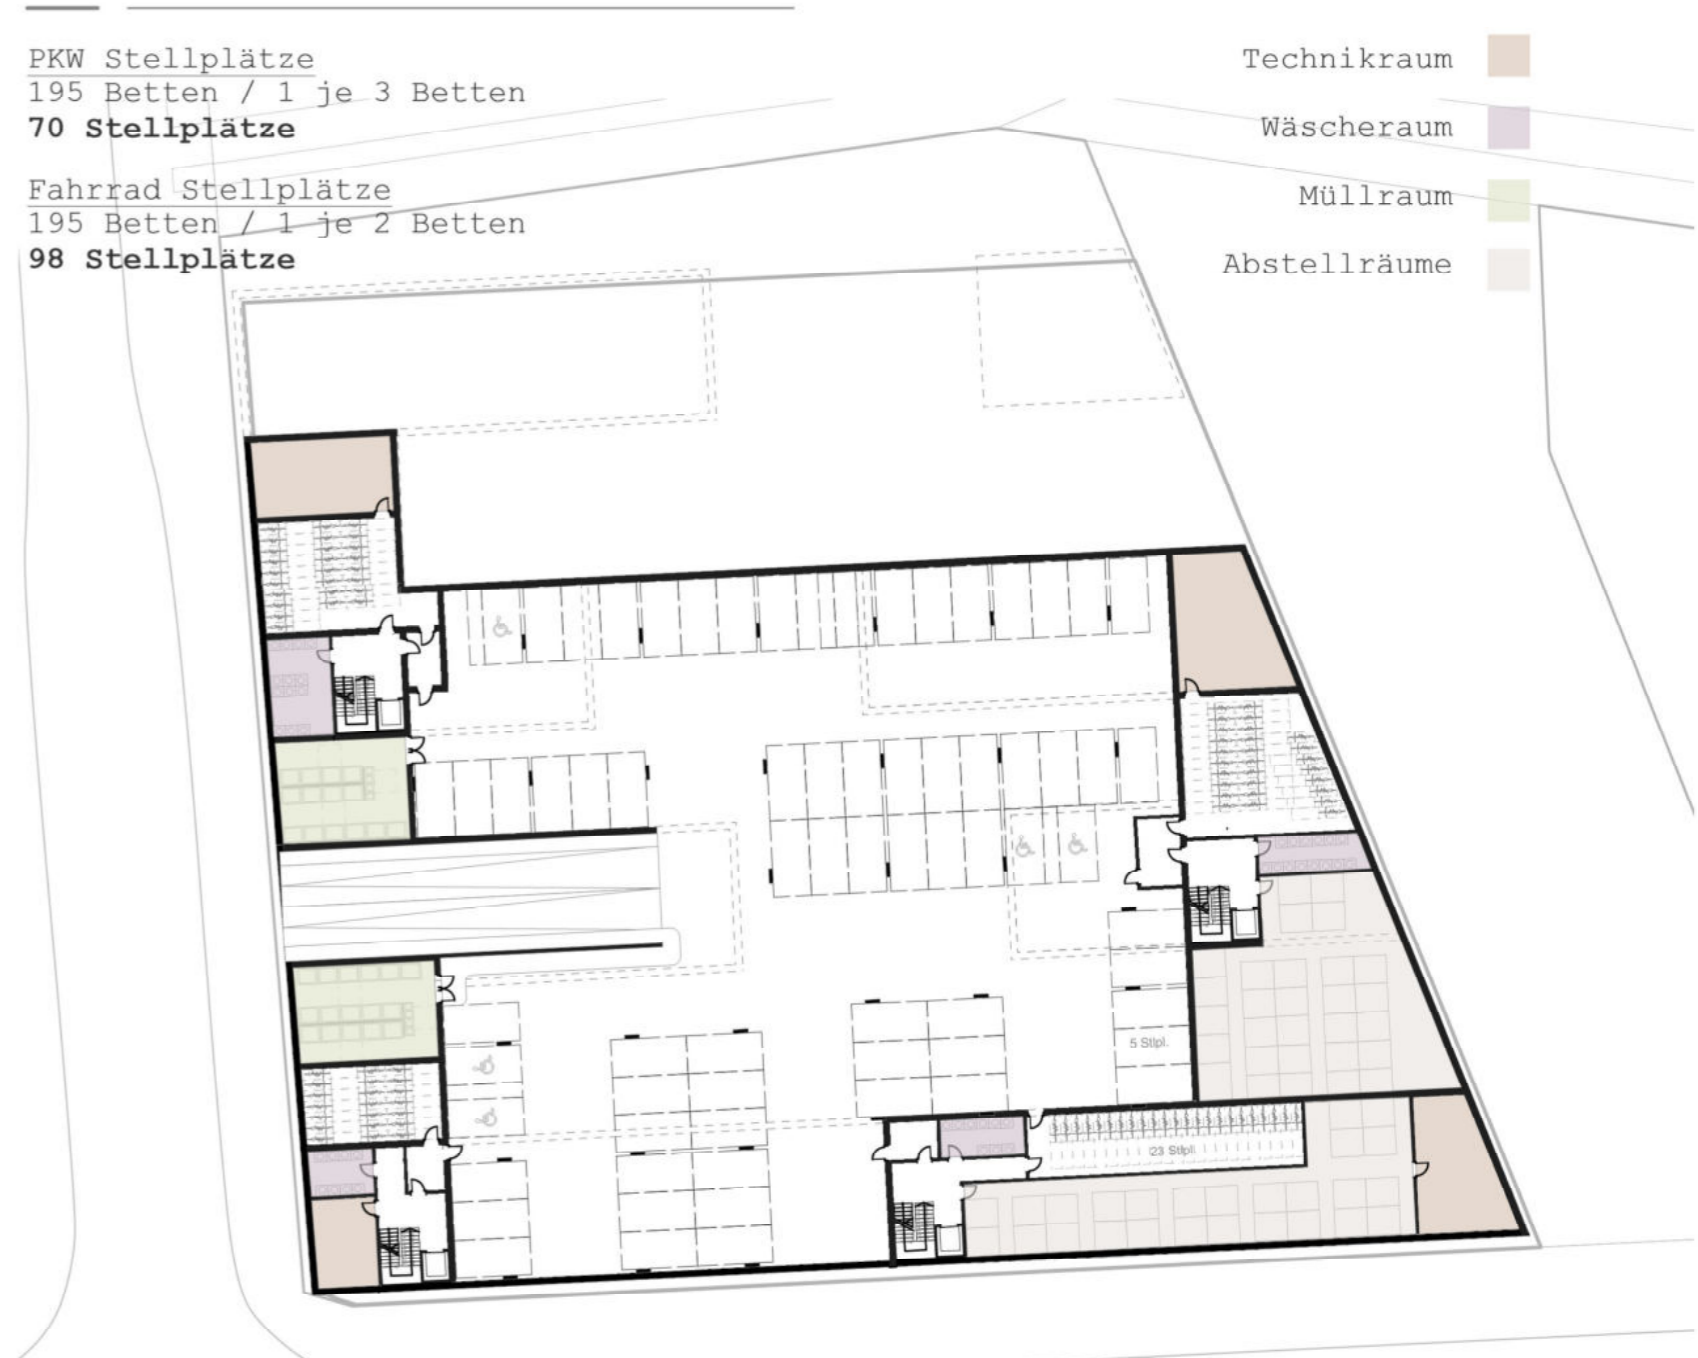 PKW Stellplätze
195 Betten / 1 je 3 Betten
70 Stellplätze
Fahrrad Stellplätze
195 Betten / 1 je 2 Betten
98 Stellplätze
Technikraum
Wäscheraum
Müllraum
Abstellräume
5 Stlpl.
23 Stlpl.